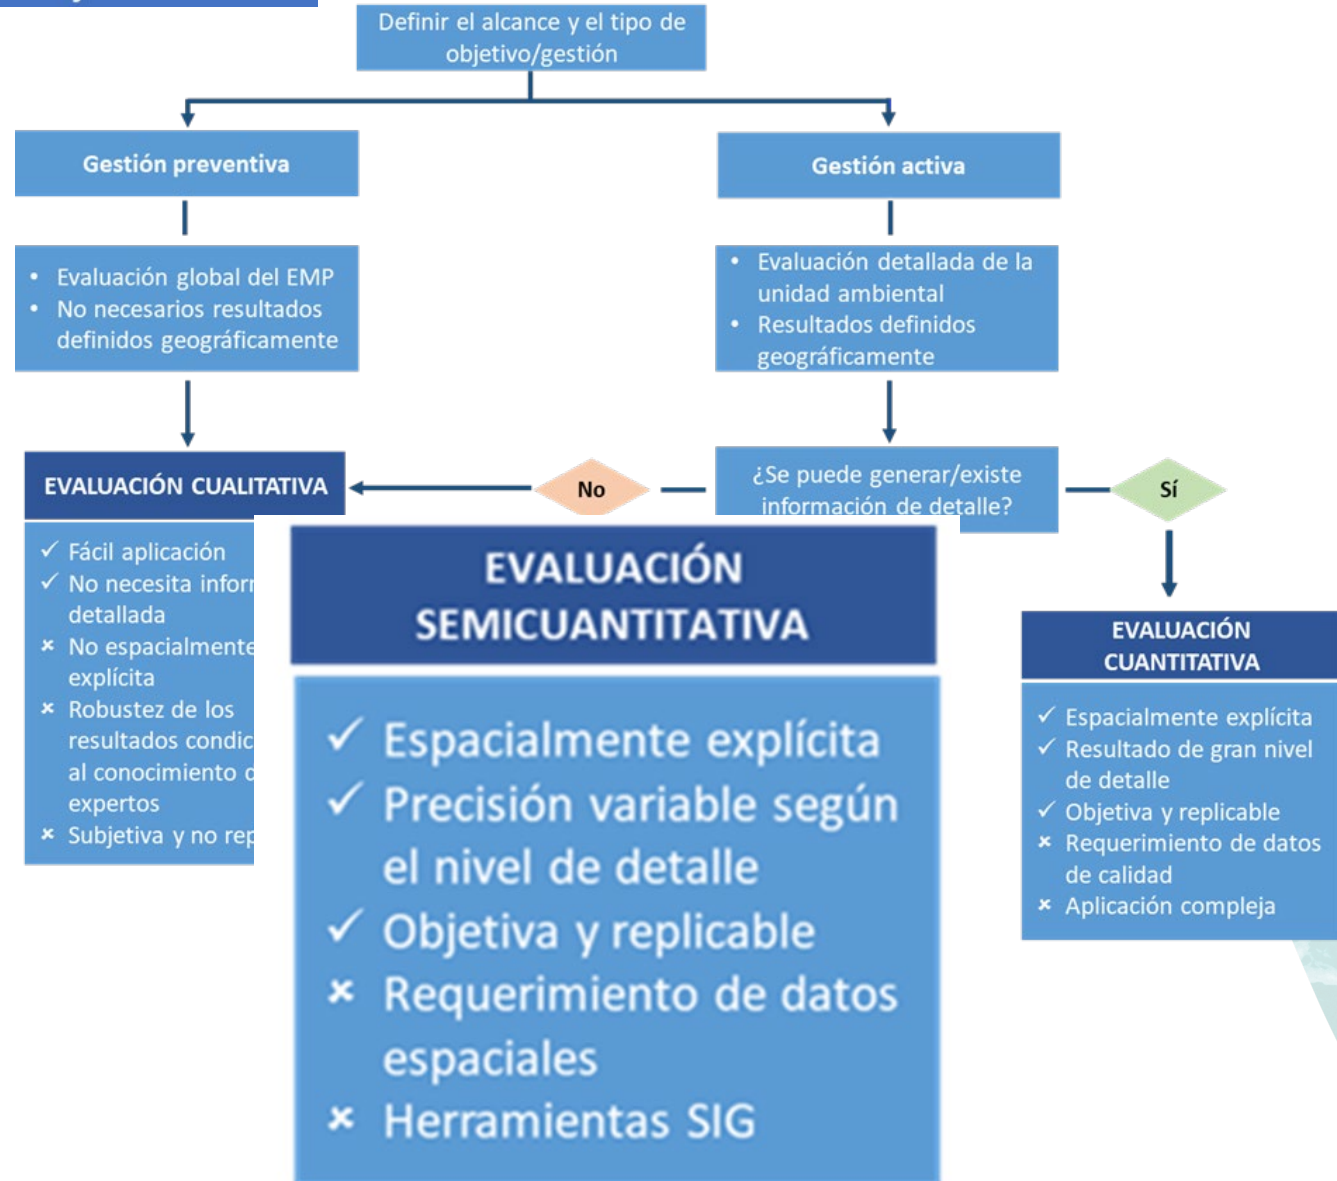 Definir el alcance y el tipo de
objetivo/gestión
Gestión preventiva
Gestión activa
• Evaluación global del EMP
• No necesarios resultados
definidos geográficamente
• Evaluación detallada de la
unidad ambiental
• Resultados definidos
geográficamente
EVALUACIÓN CUALITATIVA
No
¿Se puede generar/existe
información de detalle?
Sí
✓ Fácil aplicación
✓ No necesita
detallada
× No espacialmente
explícita
× Robustez de los
resultados
al conocimiento
expertos
× Subjetiva y no
EVALUACIÓN
SEMICUANTITATIVA
✓ Espacialmente explícita
✓ Precisión variable según
el nivel de detalle
✓ Objetiva y replicable
× Requerimiento de datos
espaciales
× Herramientas SIG
EVALUACIÓN
CUANTITATIVA
✓ Espacialmente explícita
✓ Resultado de gran nivel
de detalle
✓ Objetiva y replicable
× Requerimiento de datos
de calidad
× Aplicación compleja